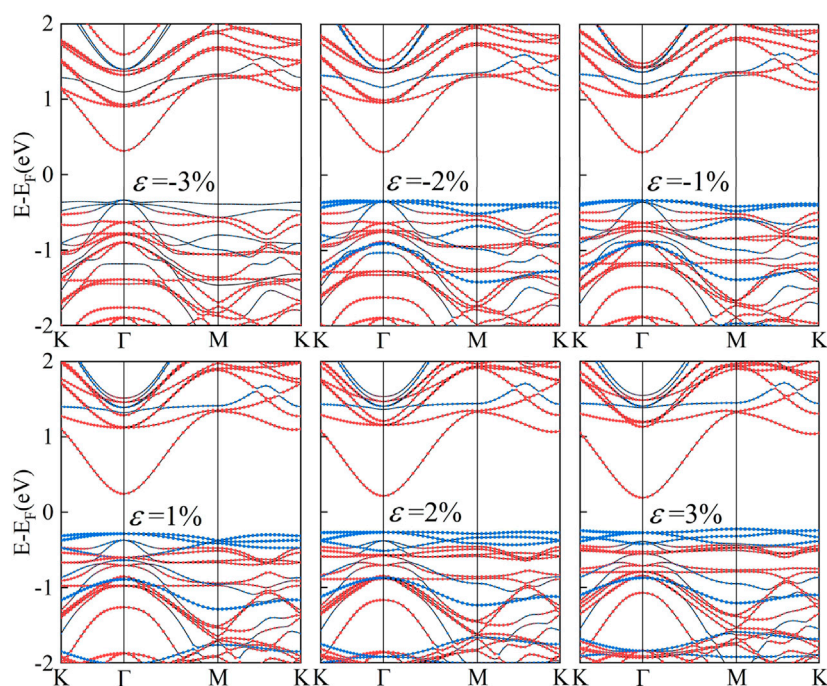 2
1
0
-1
-2
E-E_F(eV)
ε=-3%
ε=-2%
ε=-1%
K Γ M K
K Γ M K
K Γ M K
2
1
0
-1
-2
E-E_F(eV)
ε=1%
ε=2%
ε=3%
K Γ M K
K Γ M K
K Γ M K